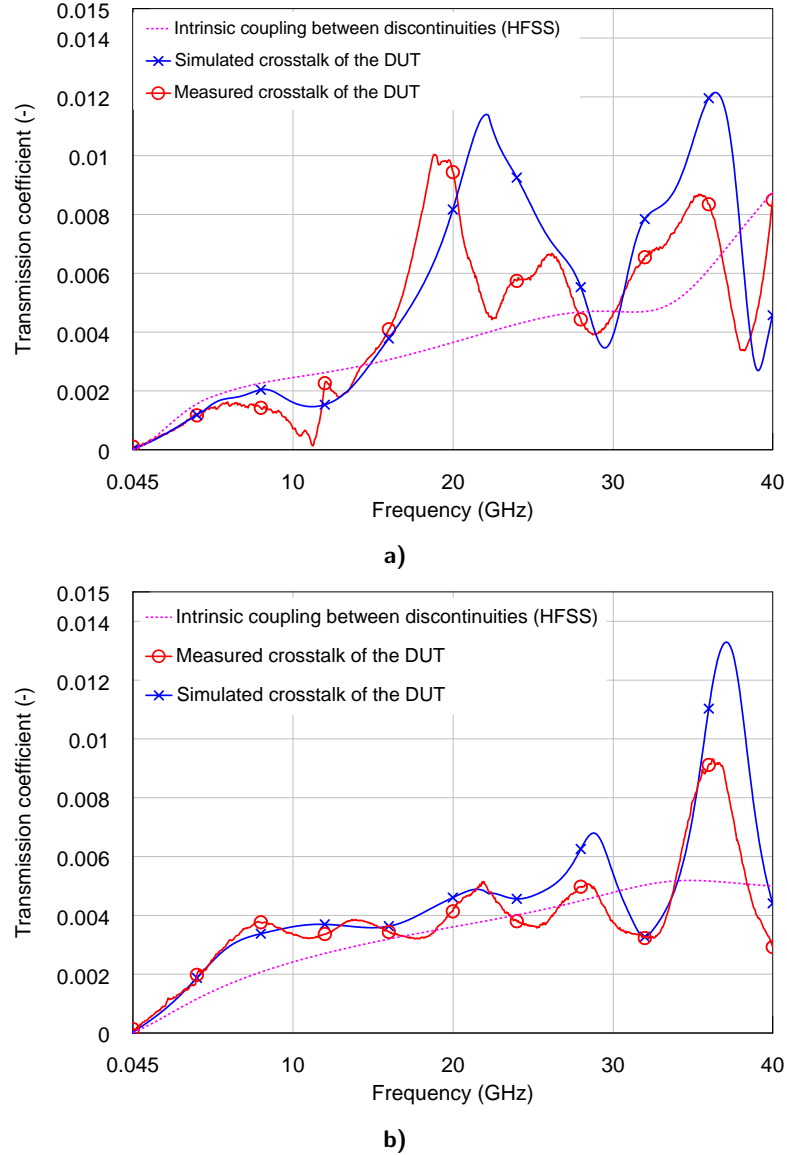 0.015
0.014
0.012
0.01
0.008
0.006
0.004
0.002
0
Transmission coefficient (-)
Intrinsic coupling between discontinuities (HFSS)
Simulated crosstalk of the DUT
Measured crosstalk of the DUT
0.045 10 20 30 40
Frequency (GHz)
a)
0.015
0.014
0.012
0.01
0.008
0.006
0.004
0.002
0
Transmission coefficient (-)
Intrinsic coupling between discontinuities (HFSS)
Measured crosstalk of the DUT
Simulated crosstalk of the DUT
0.045 10 20 30 40
Frequency (GHz)
b)